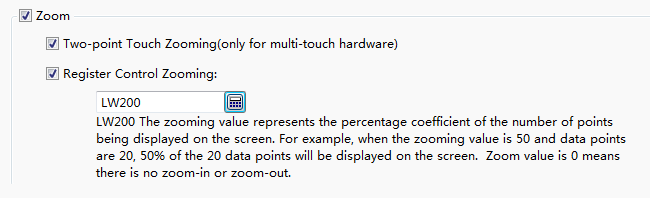 Zoom
Two-point Touch Zooming(only for multi-touch hardware)
Register Control Zooming:
LW200
LW200 The zooming value represents the percentage coefficient of the number of points
being displayed on the screen. For example, when the zooming value is 50 and data points
are 20, 50% of the 20 data points will be displayed on the screen.  Zoom value is 0 means
there is no zoom-in or zoom-out.